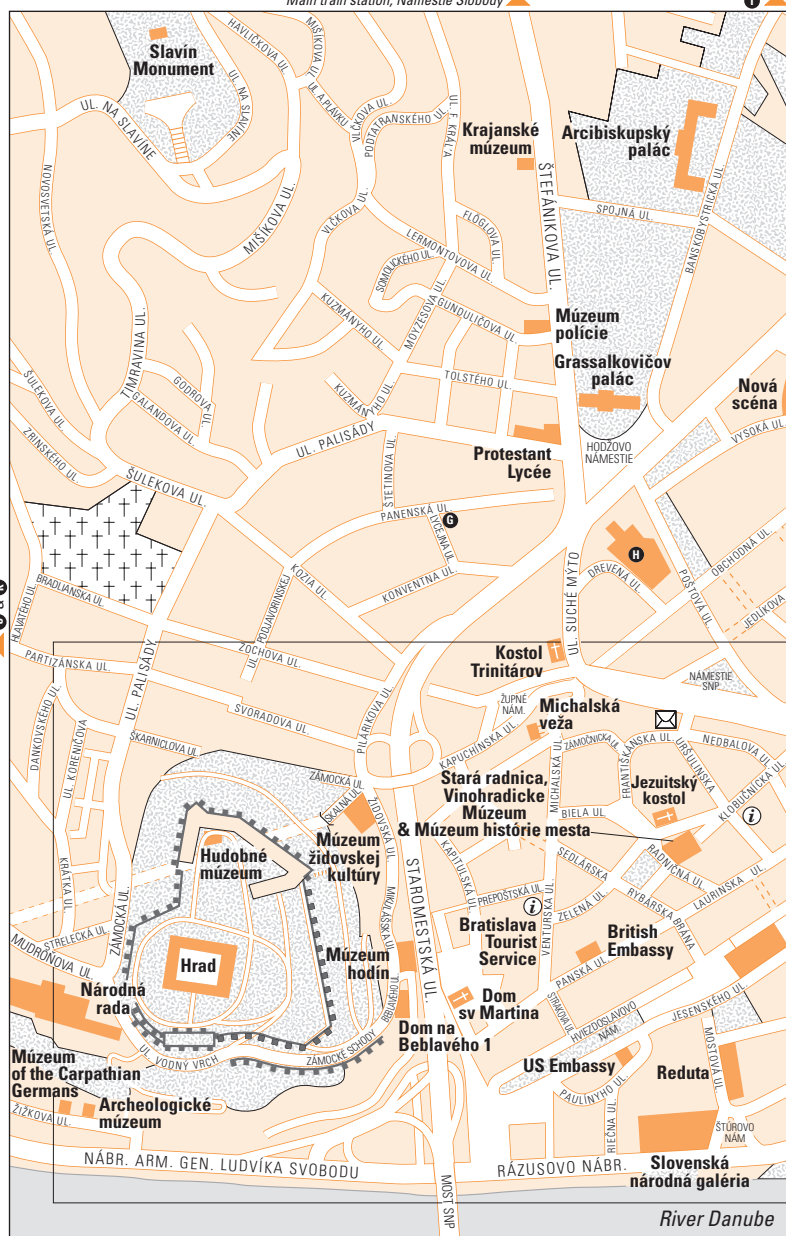 Main train station, Námestie Slobody
Slavín
Monument
HAVLIČKOVA UL.
MIŠÍKOVA UL.
UL. A. PLÁVKU
UL NA SLAVÍNE
UL. NA SLAVÍNE
VLČKOVA UL.
PODTATRANSKÉHO UL.
UL. F. KRÁL'A
Krajanské
múzeum
Arcibiskupský
palác
NOVOSVETSKÁ UL.
MIŠÍKOVA UL.
VLČKOVA UL.
ŠTEFÁNIKOVA UL.
SPOJNÁ UL.
BANSKOBYSTRICKÁ UL.
FLÖGLOVA UL.
LERMONTOVOVA UL.
SOMOLICKÉHO UL
GUNDULIČOVA UL.
MOYZESOVA UL.
KUZMÁNYHO UL.
Múzeum
polície
Grassalkovičov
palác
TIMRAVINA UL.
ŠULEKOVA UL.
GODROVA UL.
GALANDOVA UL.
TOLSTÉHO UL.
KUZMÁNYHO UL.
Nová
scéna
ZRINSKÉHO UL.
UL. PALISÁDY
HODŽOVO
NÁMESTIE
VYSOKÁ UL.
Protestant
Lycée
ŠULEKOVA UL.
ŠTETINOVA UL.
PANENSKÁ UL.
G
LYCEJNÁ UL.
KONVENTNA UL.
KOZIA UL.
UL. PODJAVORINSKEJ
H
DREVENÁ UL.
UL. SUCHÉ MÝTO
OBCHODNÁ UL.
POŠTOVÁ UL.
JEDLÍKOVA
HLAVATÉHO UL.
BRADLIANSKA UL.
PARTIZÁNSKA UL.
UL. PALISÁDY
ZOCHOVA UL.
SVORADOVA UL.
Kostol
Trinitárov
NÁMESTIE
SNP
ŽUPNÉ
NÁM.
Michalská
veža
DANKOVSKÉHO UL.
UL. KORENIČOVA
ŠKARNICLOVA UL.
PILÁRIKOVA UL.
KAPUCHÍNSKA UL.
ZÁMOČNÍCKA UL.
FRANTIŠKÁNSKA UL.
URŠULÍNSKA
NEDBALOVA UL.
ZÁMOCKÁ UL.
SKALNÁ UL.
ŽIDOVSKÁ UL.
MICHALSKÁ UL.
Stará radnica,
Vinohradicke
Múzeum
& Múzeum histórie mesta
Jezuitský
kostol
KLOBUČNÍCKA UL.
BIELA UL.
i
Hudobné
múzeum
Múzeum
židovskej
kultúry
KAPITULSKÁ UL.
SEDLÁRSKA
RADNIČNÁ UL.
RYBÁRSKA BRÁNA
LAURINSKÁ UL.
KRÁTKA UL.
ZÁMOCKÁ UL.
STRELECKÁ UL.
MUDROŇOVA UL.
MIKULÁŠSKA UL.
STAROMESTSKÁ UL.
PREPOŠTSKÁ UL.
i
ZELENÁ UL.
VENTÚRSKA UL.
Bratislava
Tourist
Service
British
Embassy
PANSKÁ UL.
Hrad
Múzeum
hodín
BEBLAVÉHO UL.
Národná
rada
Dom
sv Martina
STRAKOVA UL.
HVIEZDOSLAVOVO
NÁM.
JESENSKÉHO UL.
UL. VODNÝ VRCH
ZÁMOCKÉ SCHODY
Dom na
Beblavého 1
Múzeum
of the Carpathian
Germans
Archeologické
múzeum
ŽIŽKOVA UL.
US Embassy
PAULÍNYHO UL.
RIEČNA UL.
Reduta
MOSTOVÁ UL.
ŠTÚROVO
NÁM
NÁBR. ARM. GEN. LUDVÍKA SVOBODU
MOST SNP
RÁZUSOVO NÁBR.
Slovenská
národná galéria
River Danube